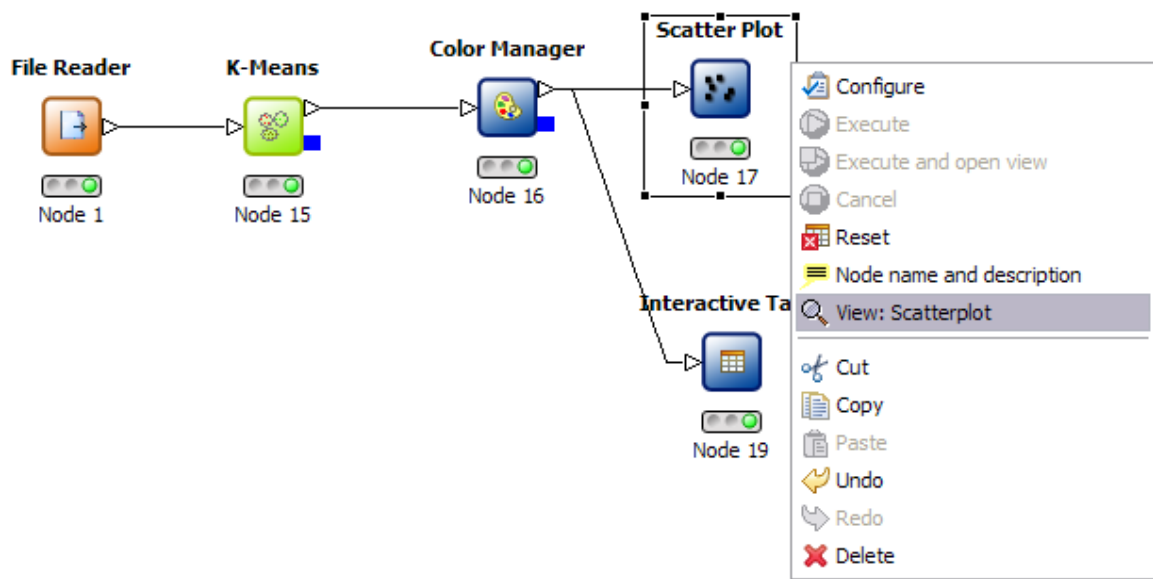 File Reader
K-Means
Color Manager
Scatter Plot
Node 1
Node 15
Node 16
Node 17
Interactive Ta
Node 19
Configure
Execute
Execute and open view
Cancel
Reset
Node name and description
View: Scatterplot
Cut
Copy
Paste
Undo
Redo
Delete